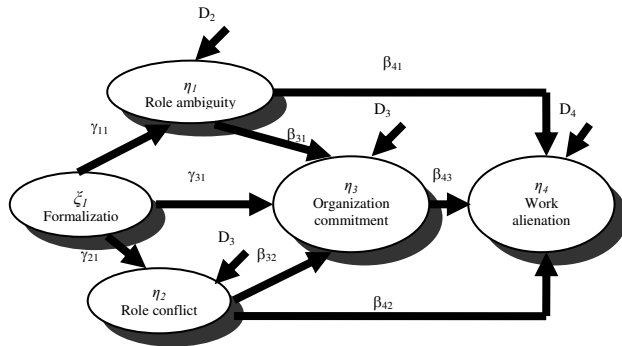 D₂
η₁
Role ambiguity
β₄₁
D₃
D₄
γ₁₁
β₃₁
ξ₁
Formalizatio
γ₃₁
η₃
Organization
commitment
β₄₃
η₄
Work
alienation
γ₂₁
D₃
β₃₂
η₂
Role conflict
β₄₂